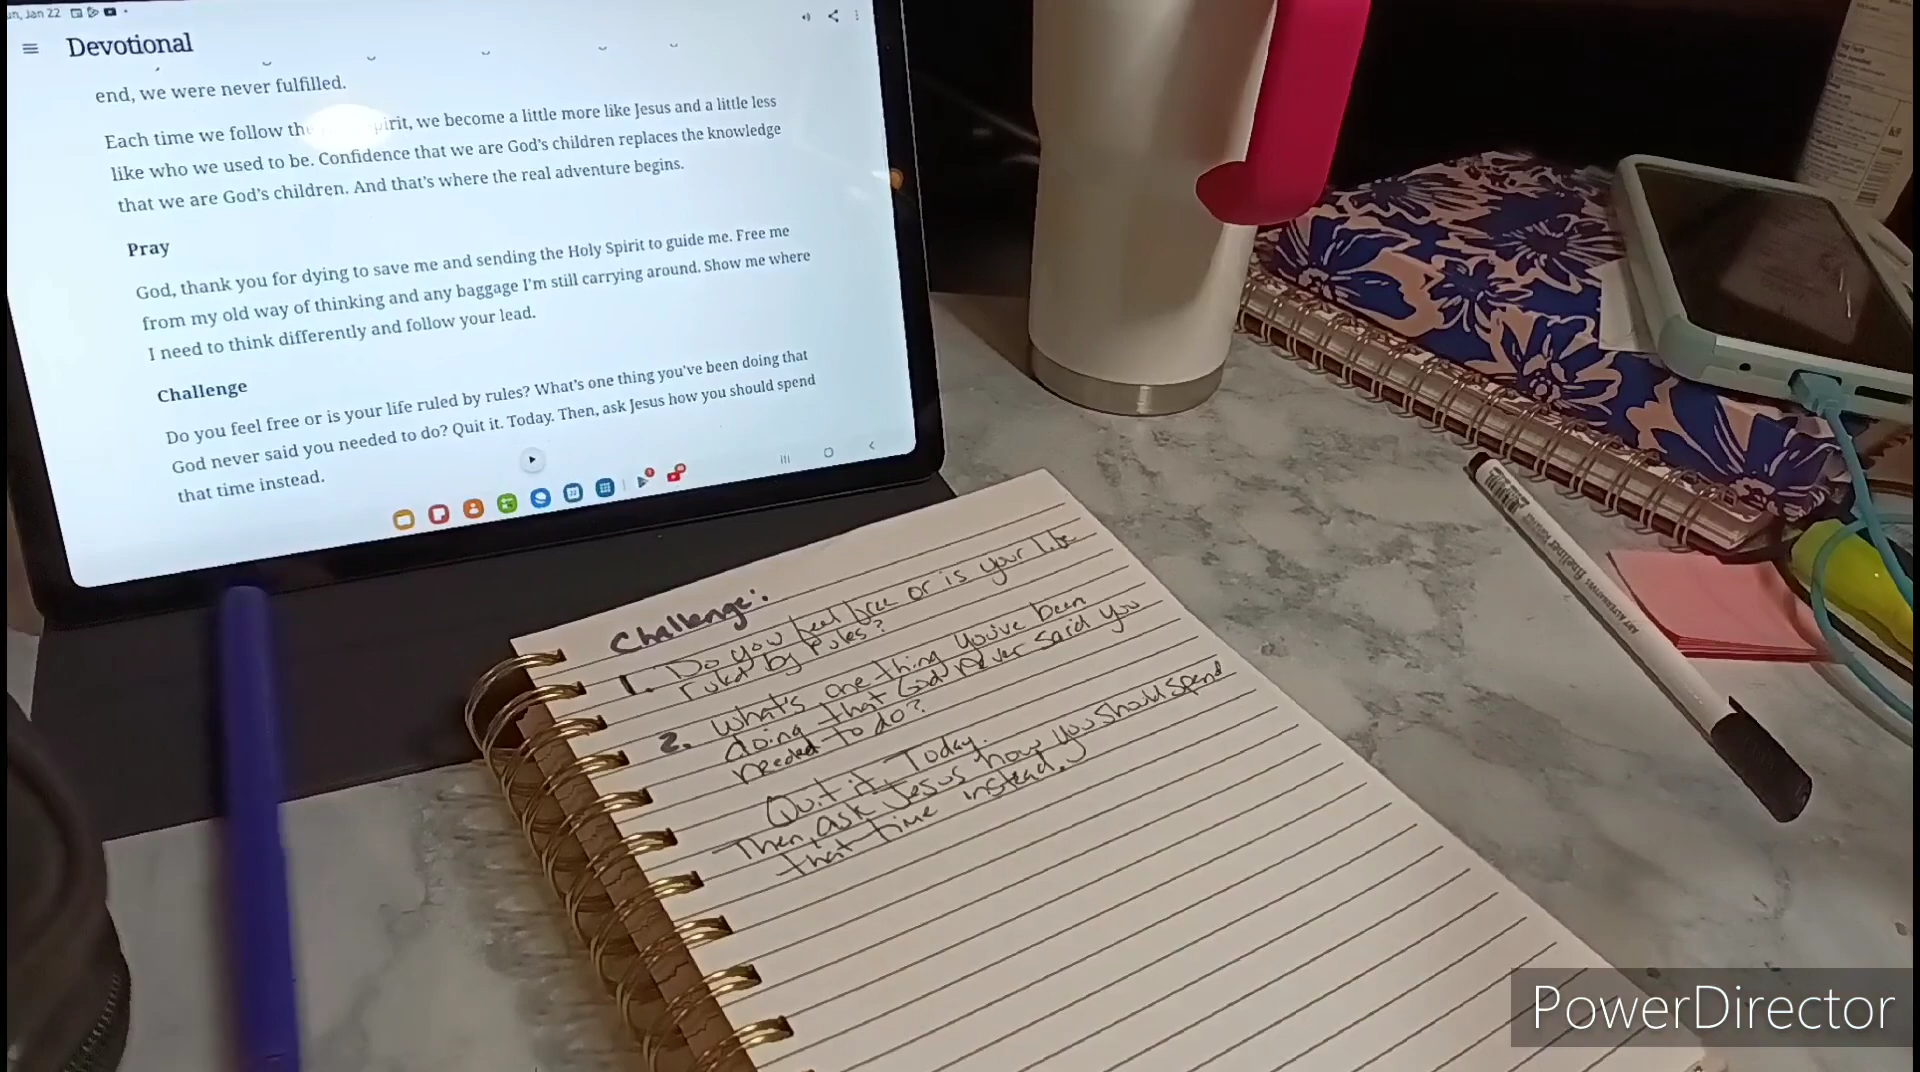 un, Jan 22
Devotional
end, we were never fulfilled.
Each time we follow the pirit, we become a little more like Jesus and a little less
like who we used to be. Confidence that we are God's children replaces the knowledge
that we are God's children. And that's where the real adventure begins.
Pray
God, thank you for dying to save me and sending the Holy Spirit to guide me. Free me
from my old way of thinking and any baggage I'm still carrying around. Show me where
I need to think differently and follow your lead.
Challenge
Do you feel free or is your life ruled by rules? What's one thing you've been doing that
God never said you needed to do? Quit it. Today. Then, ask Jesus how you should spend
that time instead.
Challenge:
1. Do you feel free or is your life
ruled by rules?
2. What's one thing you've been
doing that God never said you
needed to do?
Quit it. Today.
Then, ask Jesus how you should spend
that time instead.
ART ALTERNATIVES fineliner
PowerDirector